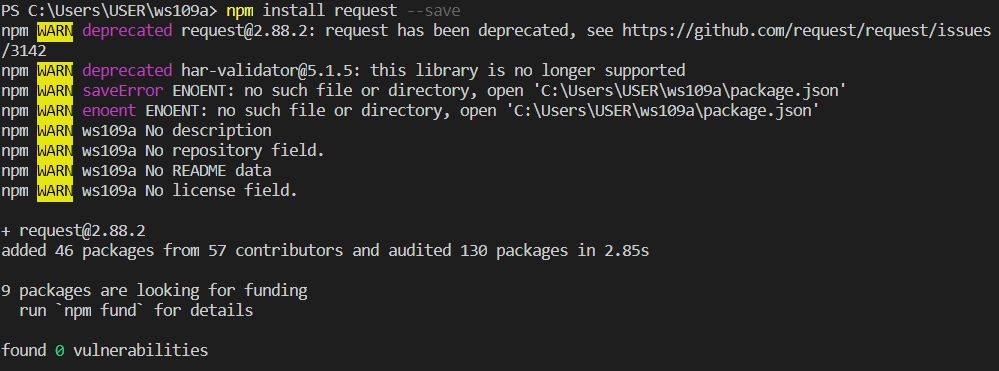 PS C:\Users\USER\ws109a> npm install request --save
npm WARN deprecated request@2.88.2: request has been deprecated, see https://github.com/request/request/issues
/3142
npm WARN deprecated har-validator@5.1.5: this library is no longer supported
npm WARN saveError ENOENT: no such file or directory, open 'C:\Users\USER\ws109a\package.json'
npm WARN enoent ENOENT: no such file or directory, open 'C:\Users\USER\ws109a\package.json'
npm WARN ws109a No description
npm WARN ws109a No repository field.
npm WARN ws109a No README data
npm WARN ws109a No license field.

+ request@2.88.2
added 46 packages from 57 contributors and audited 130 packages in 2.85s

9 packages are looking for funding
  run `npm fund` for details

found 0 vulnerabilities